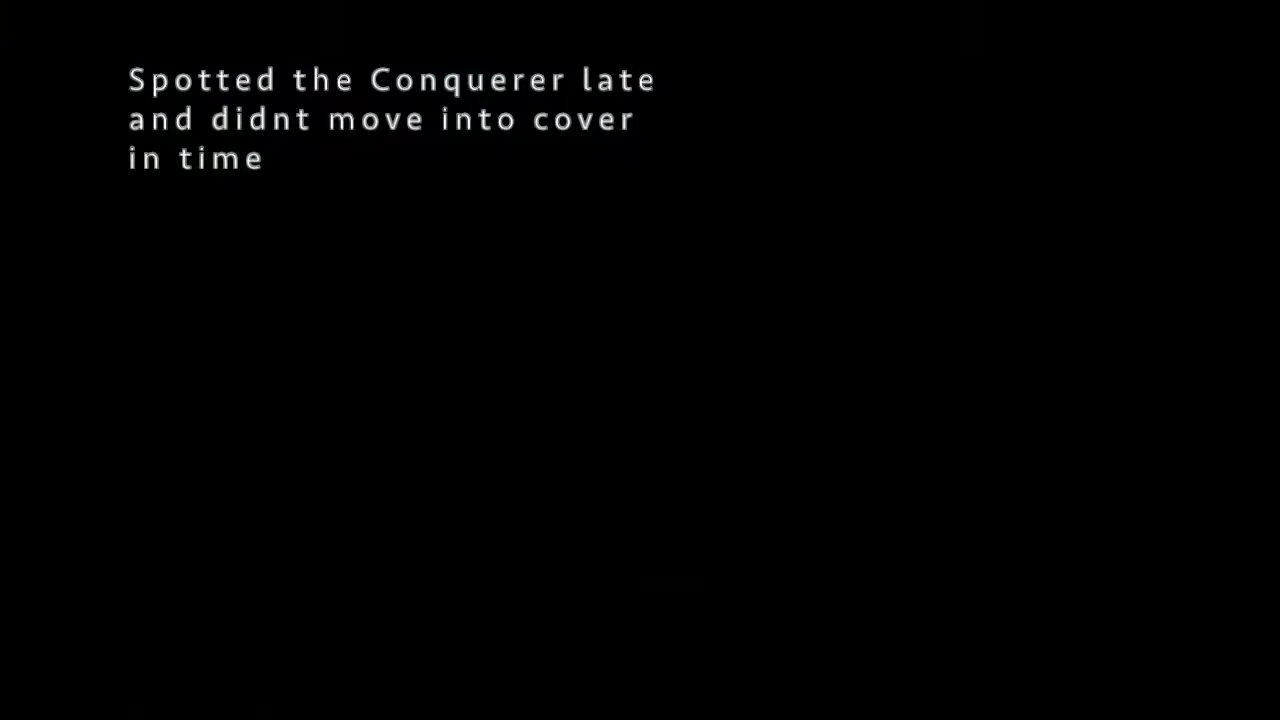 Spotted the Conquerer late
and didnt move into cover
in time